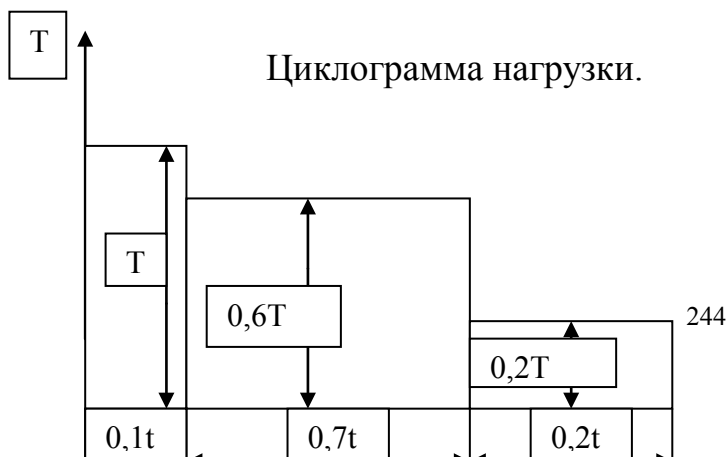 T
Циклограмма нагрузки.
T
0,6T
244
0,2T
0,1t
0,7t
0,2t